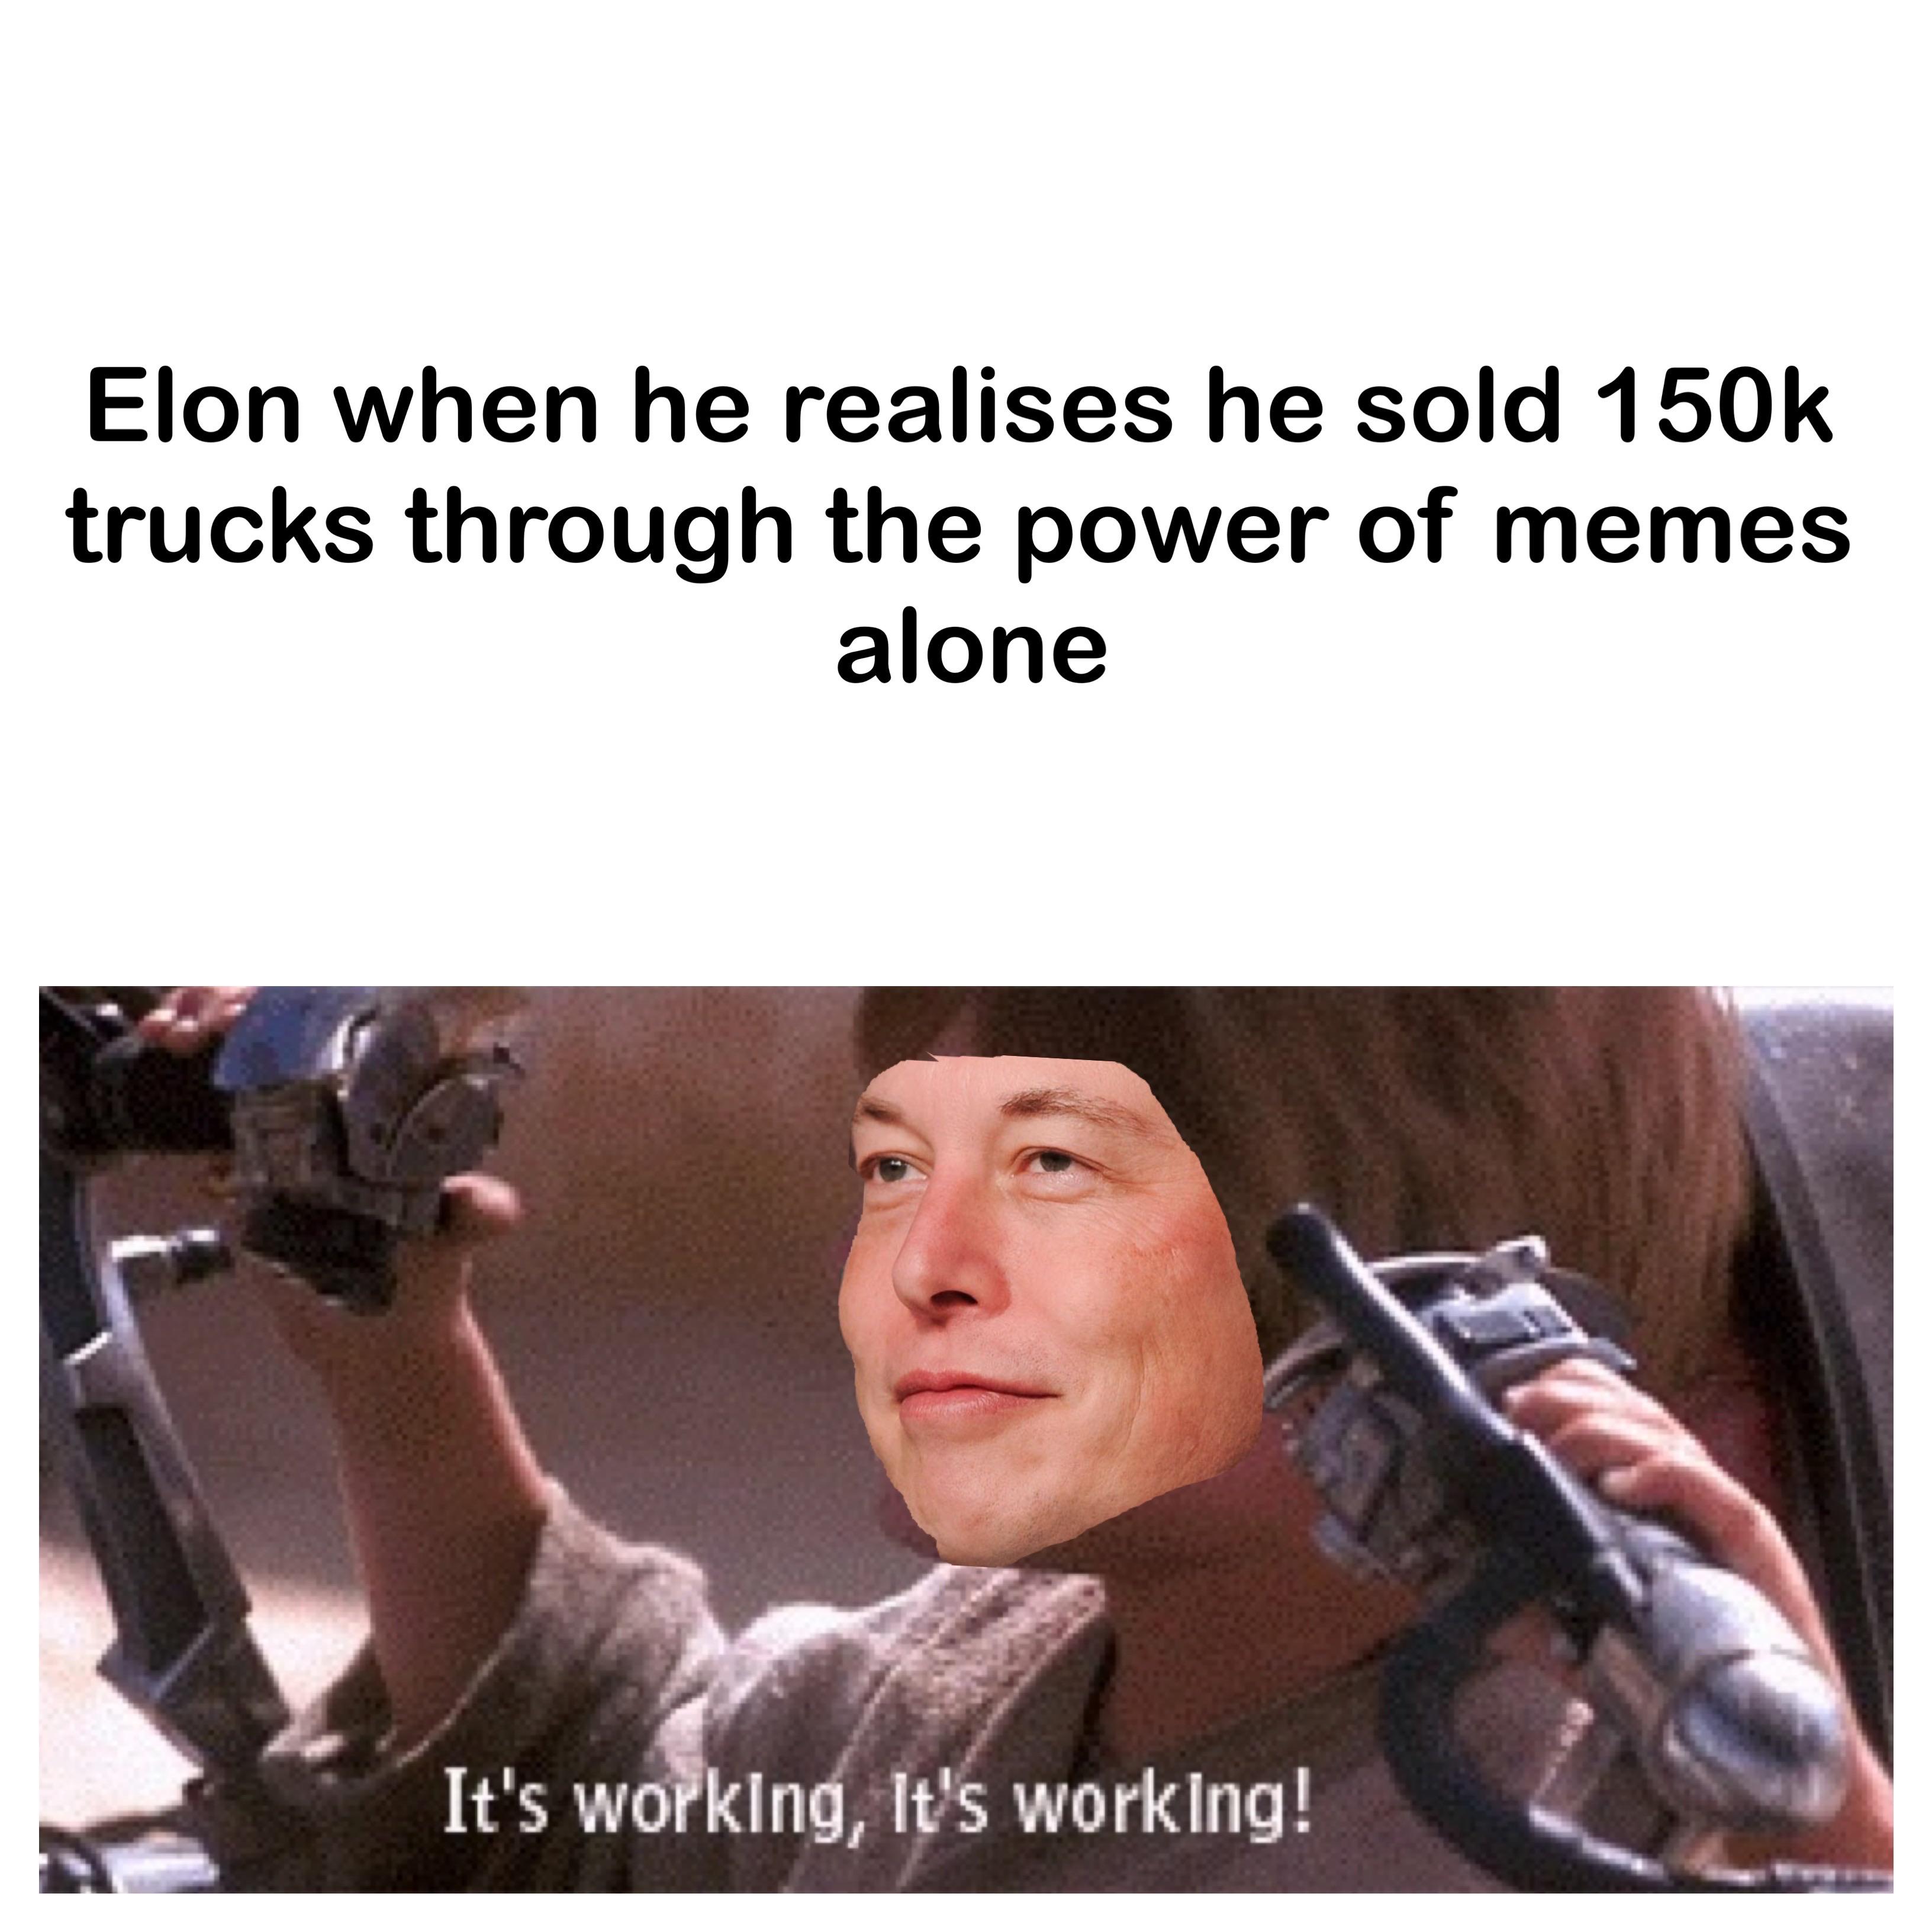 Elon when he realises he sold 150k
trucks through the power of memes
alone
It's working, it's working!